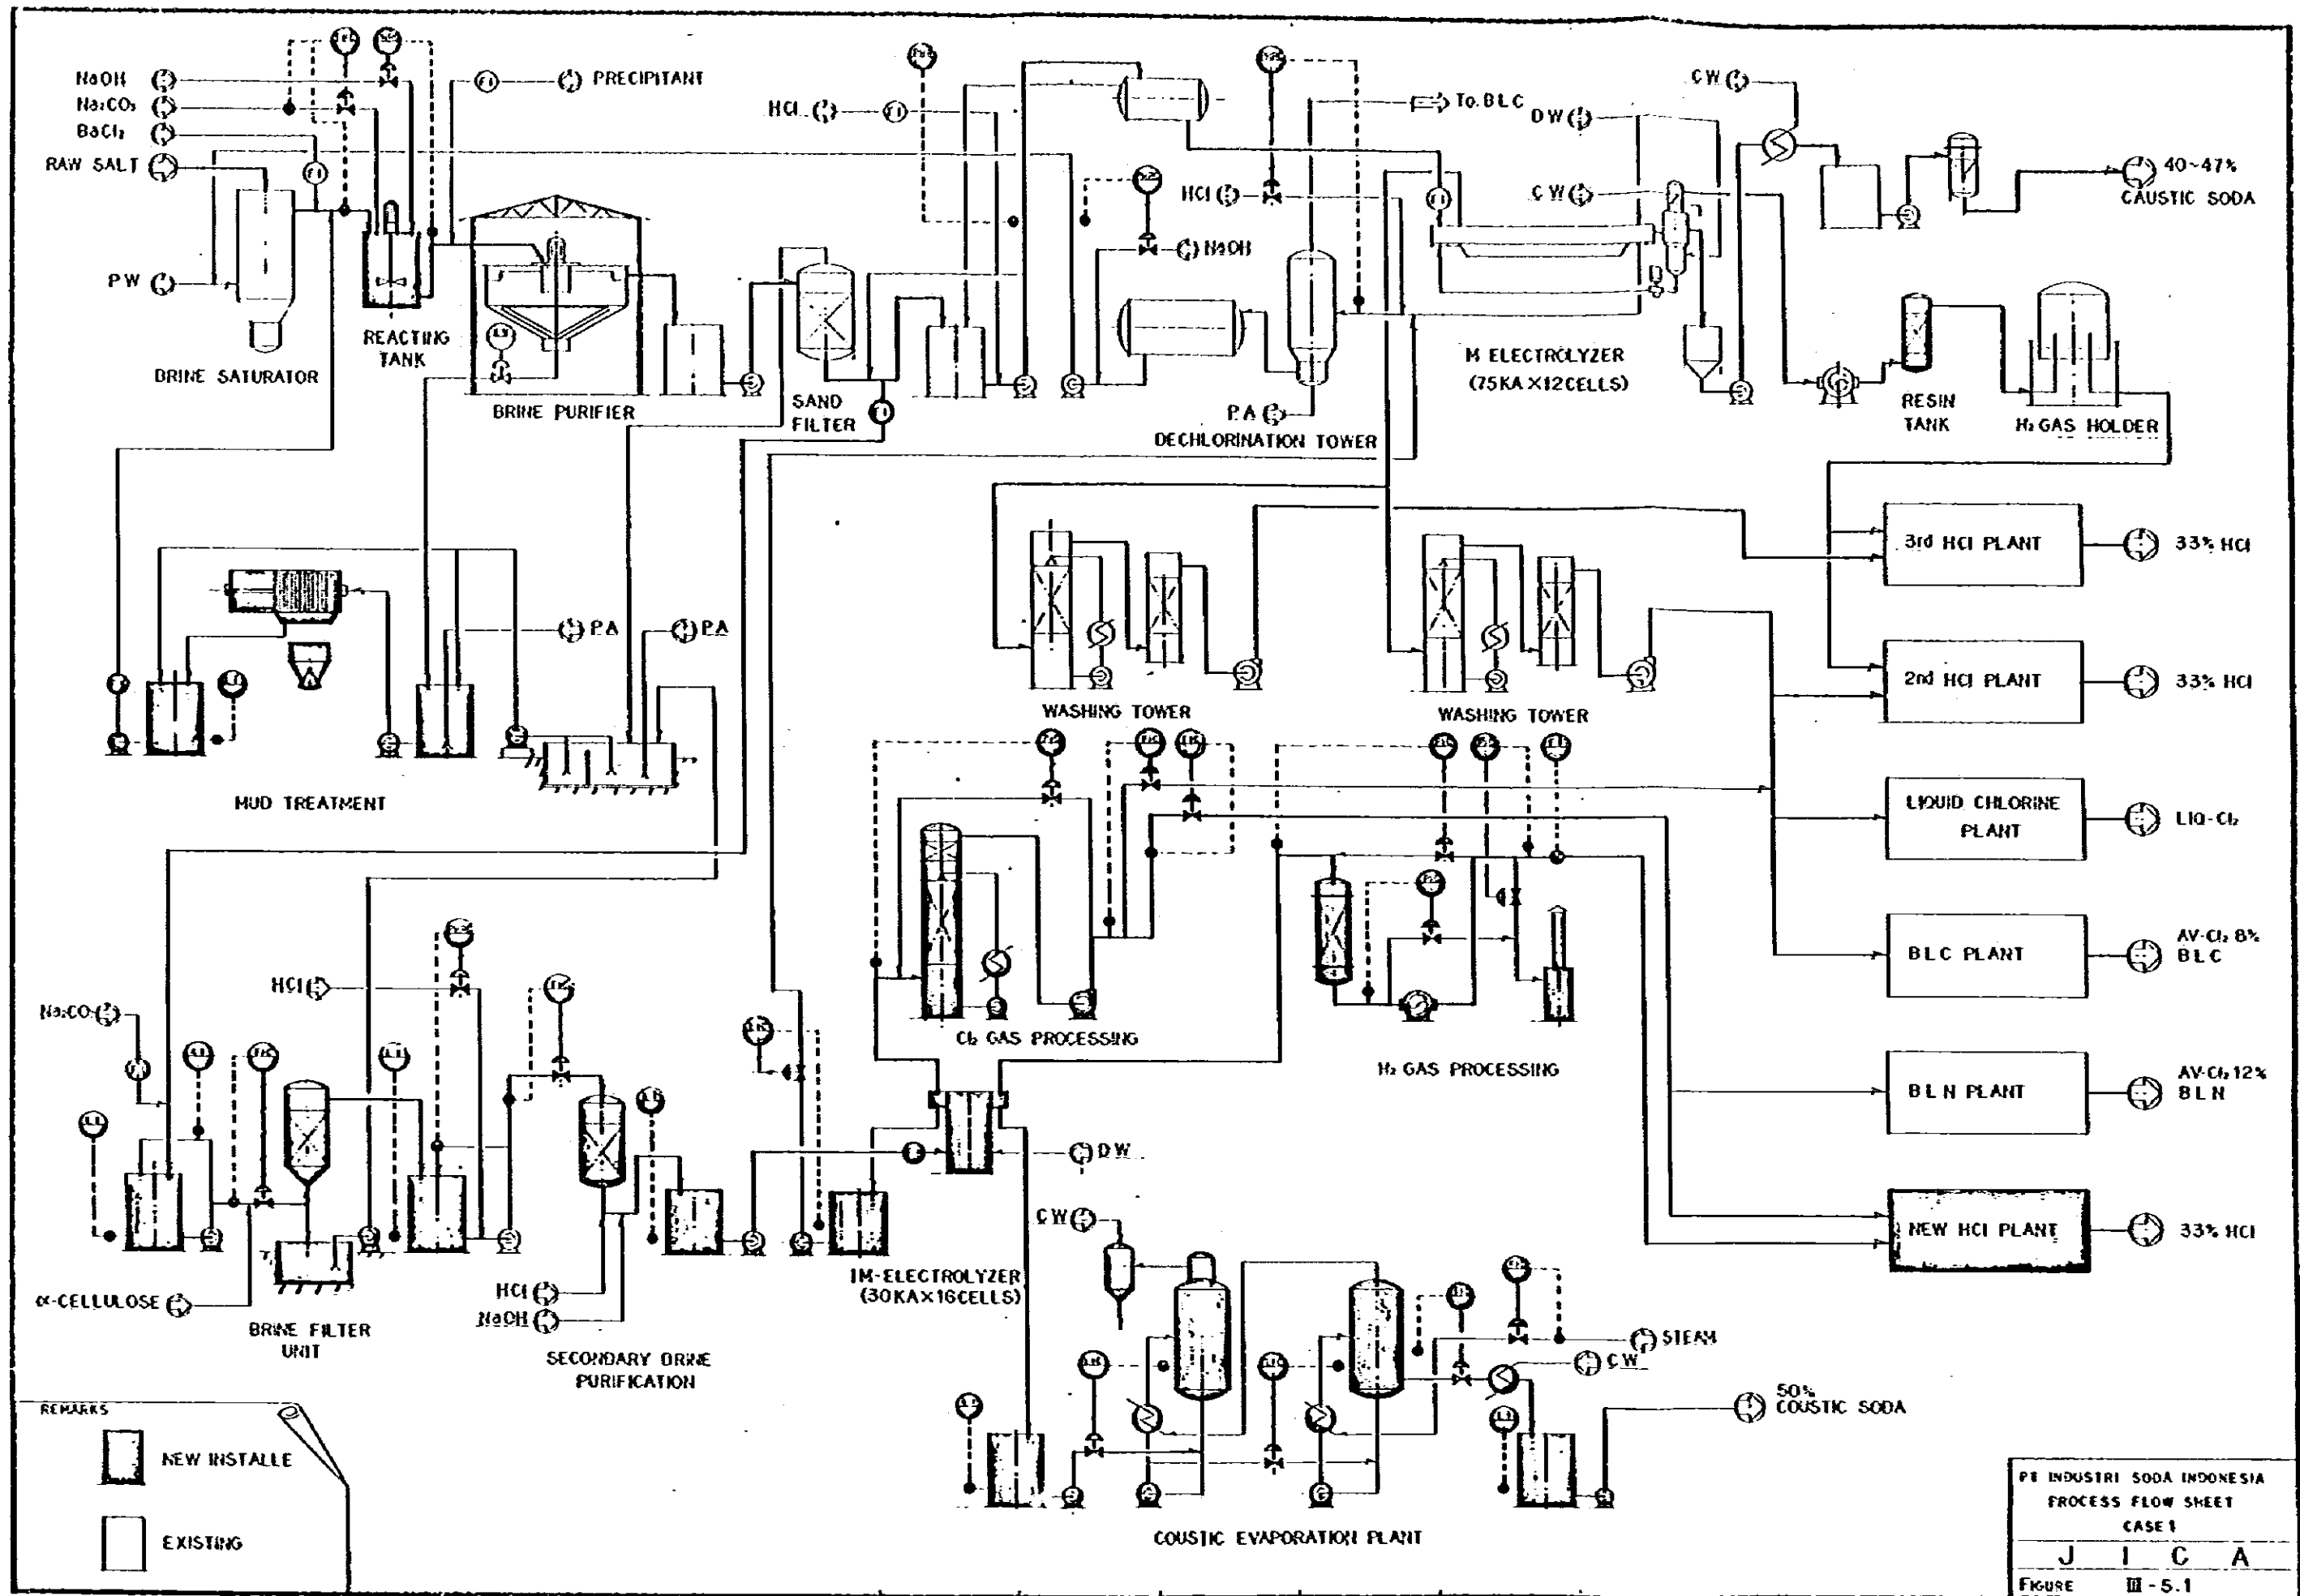 NaOH
Na₂CO₃
BaCl₂
RAW SALT
PW
PRECIPITANT
BRINE SATURATOR
REACTING
TANK
BRINE PURIFIER
SAND
FILTER
HCl
NaOH
HCl
To. BLC
P.A
DECHLORINATION TOWER
DW
CW
CW
M ELECTROLYZER
(75KA×12CELLS)
40~47%
CAUSTIC SODA
RESIN
TANK
H₂ GAS HOLDER
P.A
P.A
MUD TREATMENT
WASHING TOWER
WASHING TOWER
3rd HCl PLANT
33% HCl
2nd HCl PLANT
33% HCl
LIQUID CHLORINE
PLANT
LIQ-Cl₂
BLC PLANT
AV-Cl₂ 8%
BLC
BLN PLANT
AV-Cl₂ 12%
BLN
NEW HCl PLANT
33% HCl
Cl₂ GAS PROCESSING
H₂ GAS PROCESSING
Na₂CO₃
HCl
α-CELLULOSE
BRINE FILTER
UNIT
HCl
NaOH
SECONDARY BRINE
PURIFICATION
DW
IM-ELECTROLYZER
(30KA×16CELLS)
CW
STEAM
CW
50%
COUSTIC SODA
COUSTIC EVAPORATION PLANT
REMARKS
NEW INSTALLE
EXISTING
PT INDUSTRI SODA INDONESIA
PROCESS FLOW SHEET
CASE 1
J I C A
FIGURE III-5.1